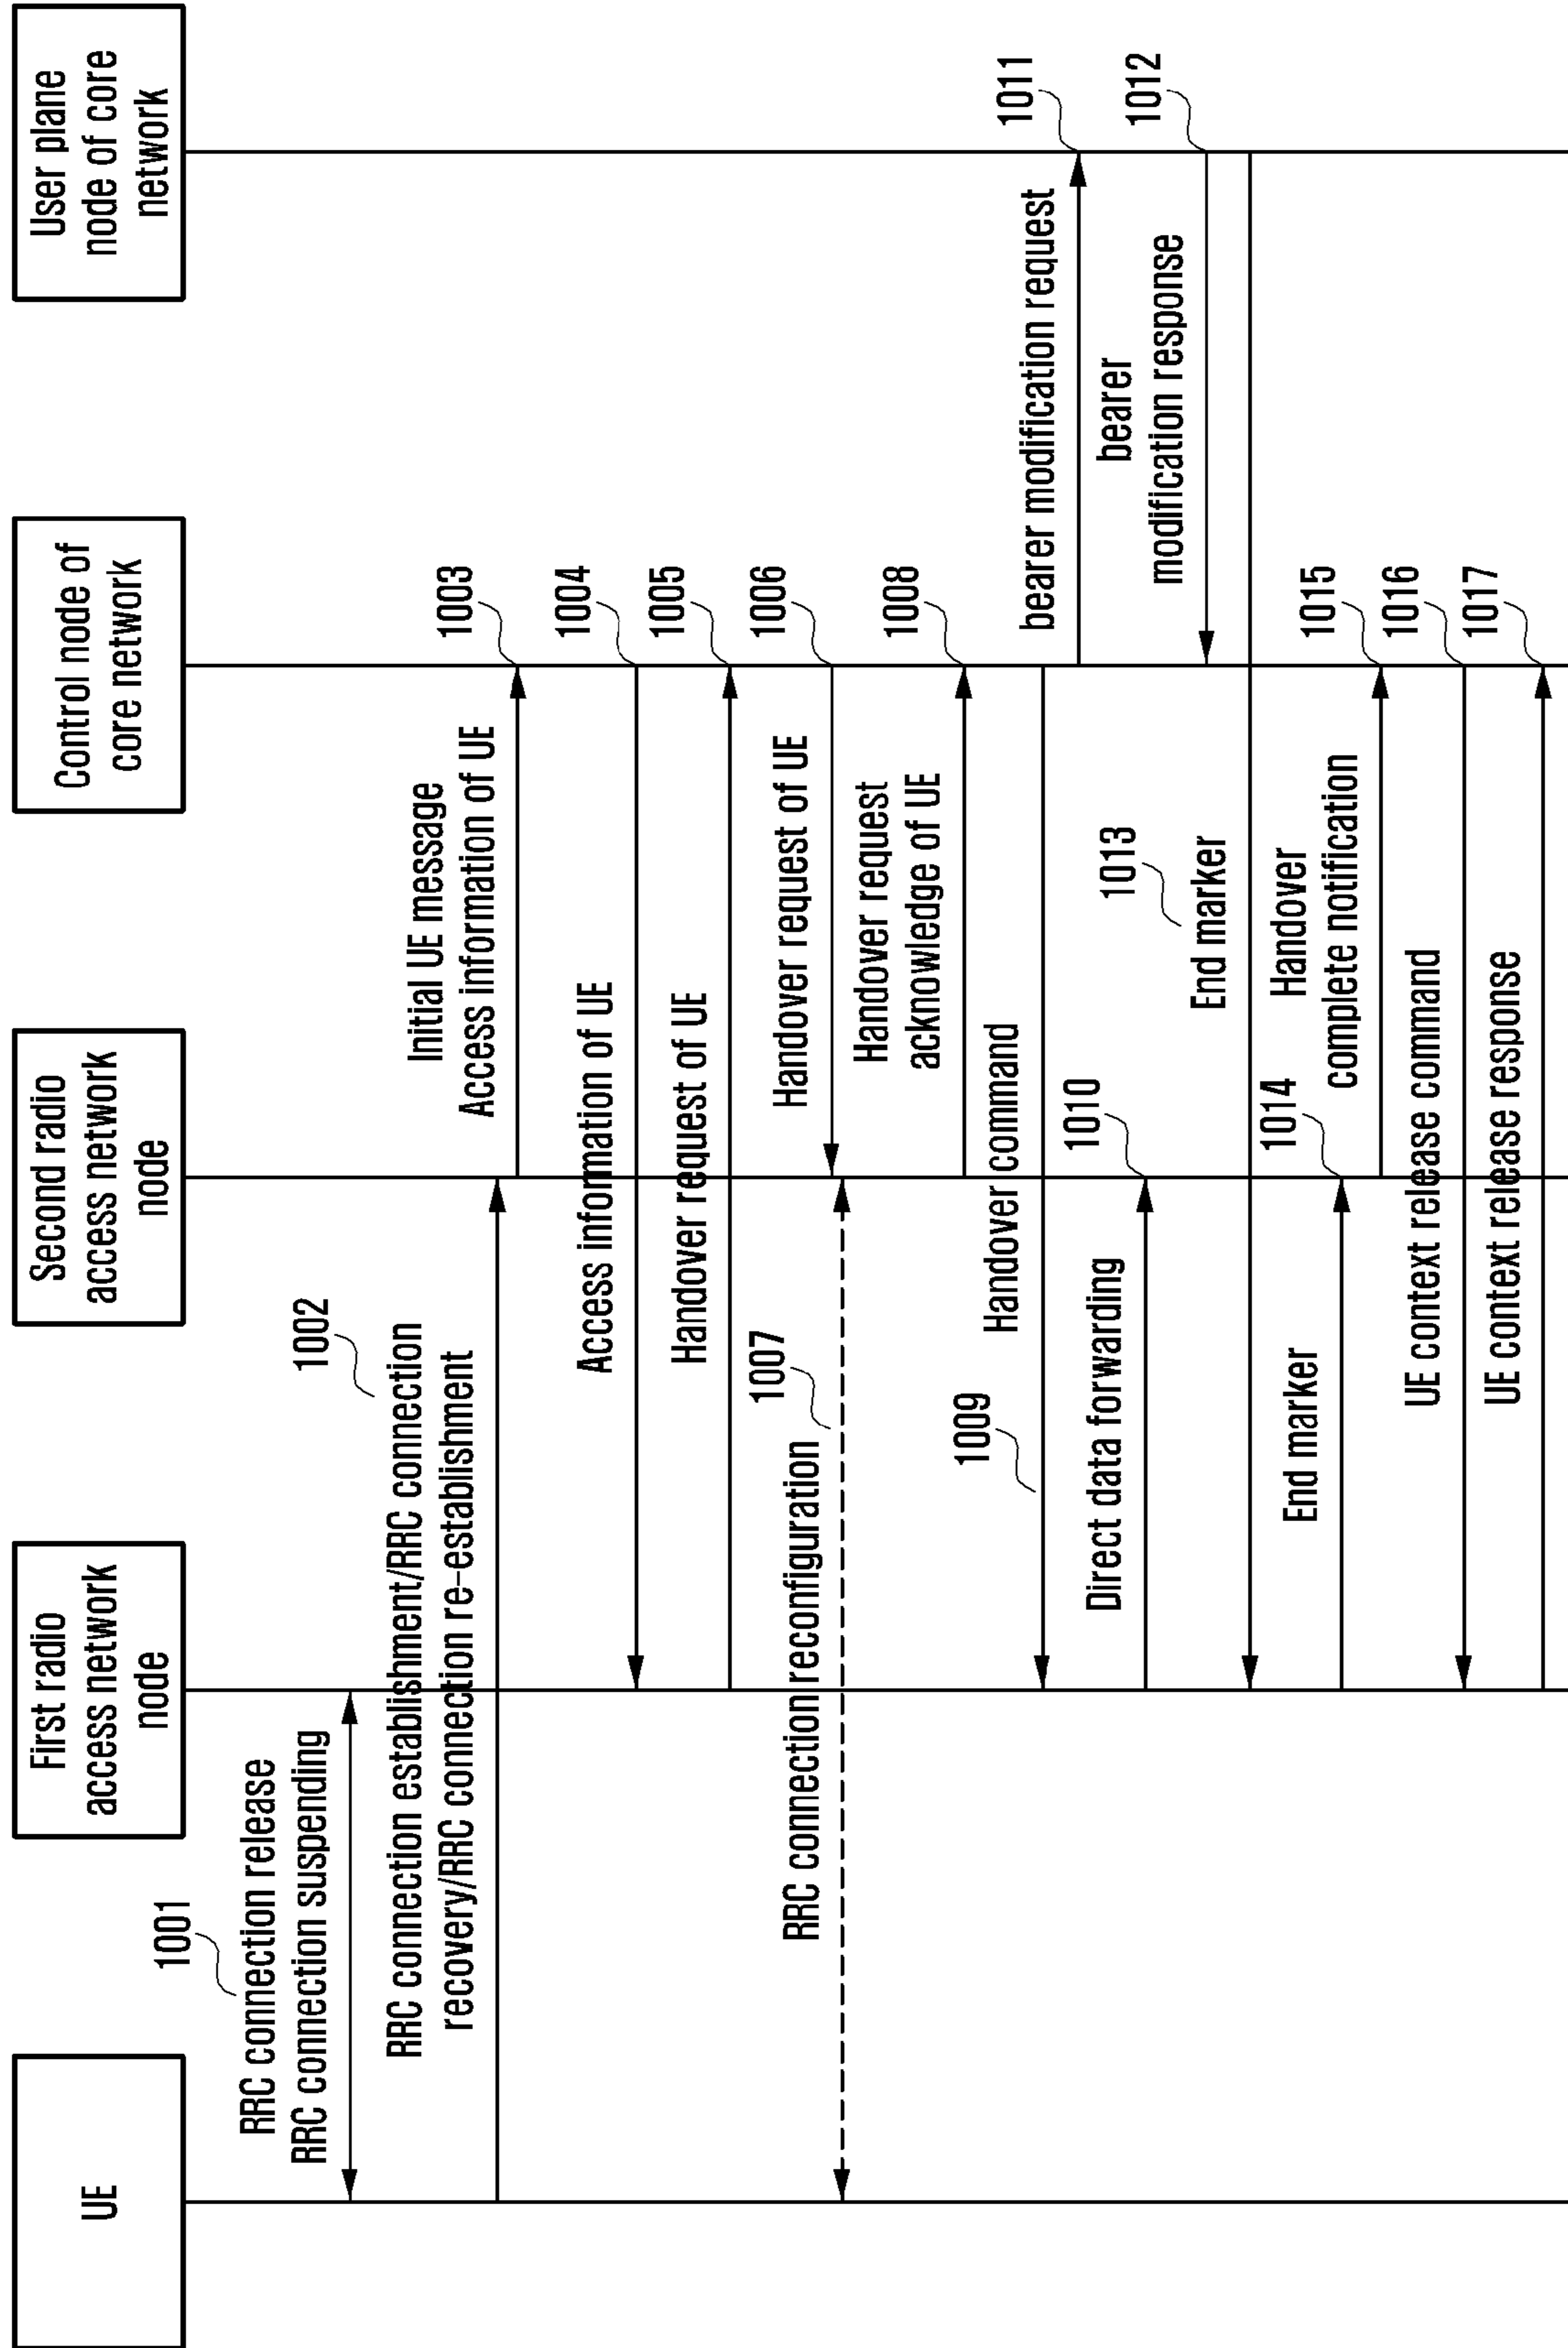 UE
First radio
access network
node
Second radio
access network
node
Control node of
core network
User plane
node of core
network
1001
RRC connection release
RRC connection suspending
1002
RRC connection establishment/RRC connection
recovery/RRC connection re-establishment
Initial UE message
Access information of UE
1003
Access information of UE
1004
Handover request of UE
1005
Handover request of UE
1006
RRC connection reconfiguration
1007
Handover request
acknowledge of UE
1008
1009
Handover command
bearer modification request
1011
Direct data forwarding
1010
bearer
modification response
1012
1013
End marker
End marker
1014
Handover
complete notification
1015
UE context release command
1016
UE context release response
1017